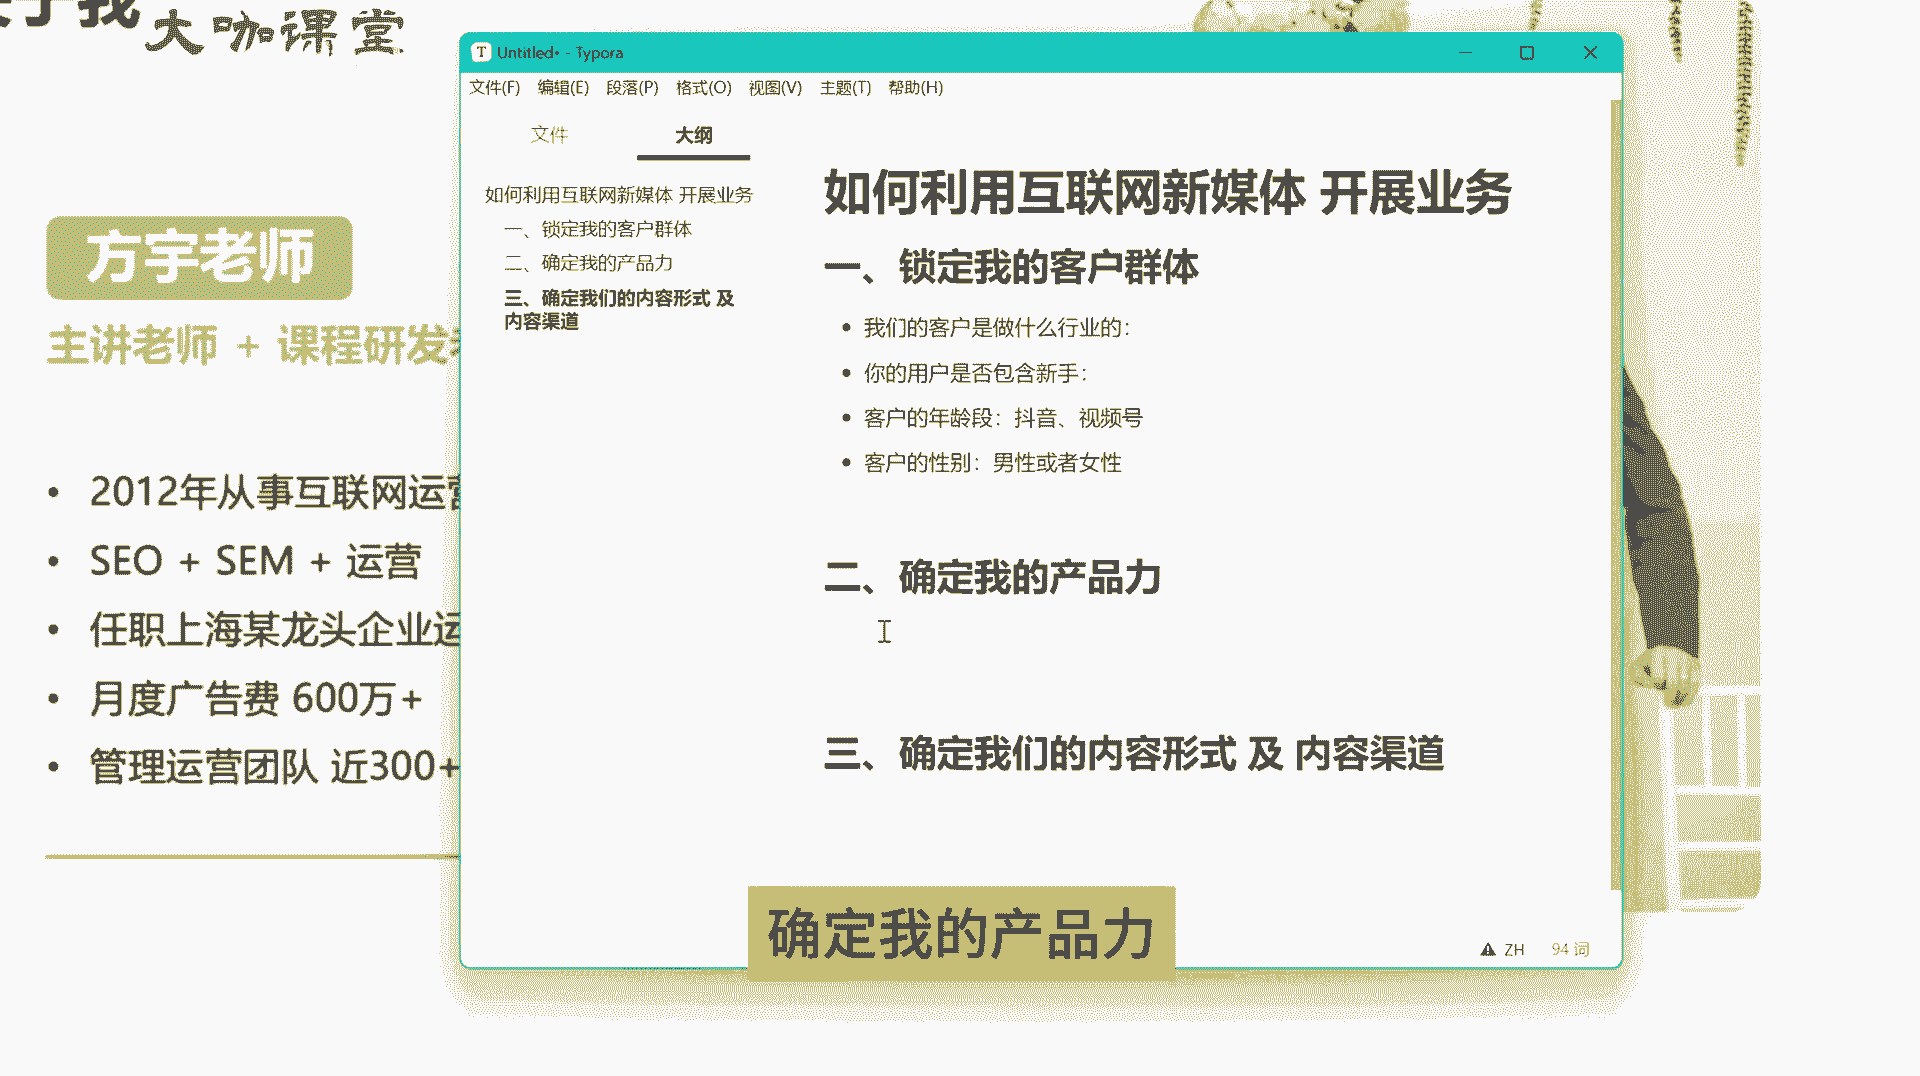 大咖课堂
方宇老师
主讲老师 + 课程研发
• 2012年从事互联网运营
• SEO + SEM + 运营
• 任职上海某龙头企业运
• 月度广告费 600万+
• 管理运营团队 近300+
Untitled• - Typora
文件(F) 编辑(E) 段落(P) 格式(O) 视图(V) 主题(T) 帮助(H)
文件 大纲
如何利用互联网新媒体 开展业务
一、锁定我的客户群体
二、确定我的产品力
三、确定我们的内容形式 及
内容渠道
如何利用互联网新媒体 开展业务
一、锁定我的客户群体
• 我们的客户是做什么行业的：
• 你的用户是否包含新手：
• 客户的年龄段：抖音、视频号
• 客户的性别：男性或者女性
二、确定我的产品力
三、确定我们的内容形式 及 内容渠道
确定我的产品力
ZH 94 词